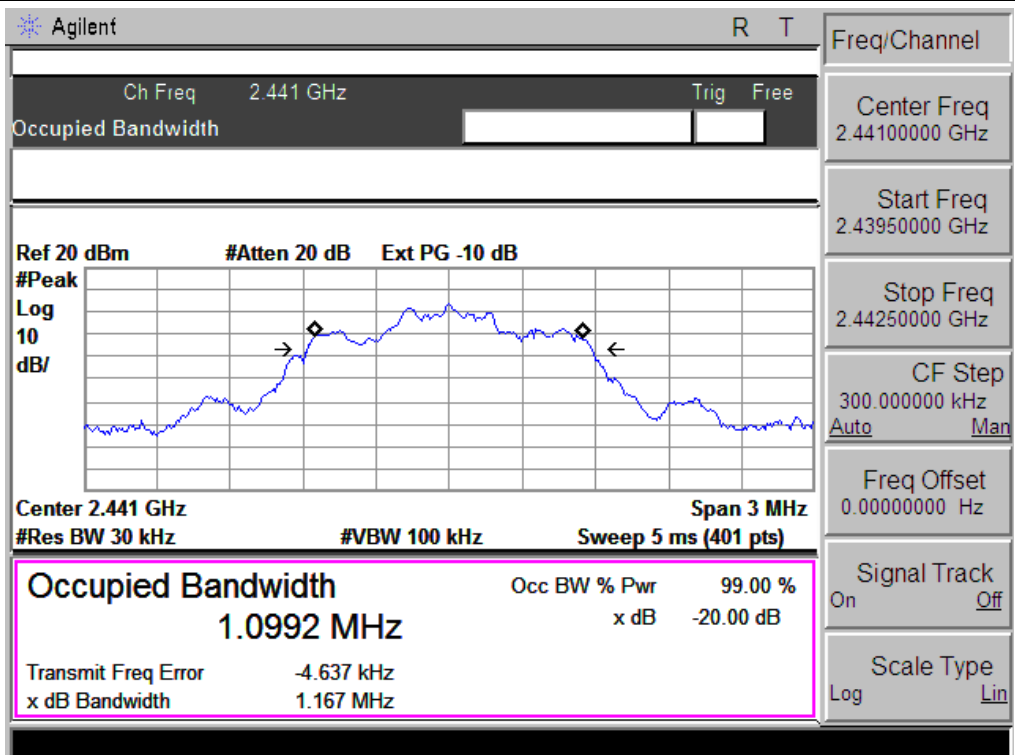 Agilent R T
Ch Freq 2.441 GHz Trig Free
Occupied Bandwidth
Ref 20 dBm #Atten 20 dB Ext PG -10 dB
#Peak
Log
10
dB/
Center 2.441 GHz Span 3 MHz
#Res BW 30 kHz #VBW 100 kHz Sweep 5 ms (401 pts)
Occupied Bandwidth Occ BW % Pwr 99.00 %
1.0992 MHz x dB -20.00 dB
Transmit Freq Error -4.637 kHz
x dB Bandwidth 1.167 MHz
Freq/Channel
Center Freq
2.44100000 GHz
Start Freq
2.43950000 GHz
Stop Freq
2.44250000 GHz
CF Step
300.000000 kHz
Auto Man
Freq Offset
0.00000000 Hz
Signal Track
On Off
Scale Type
Log Lin